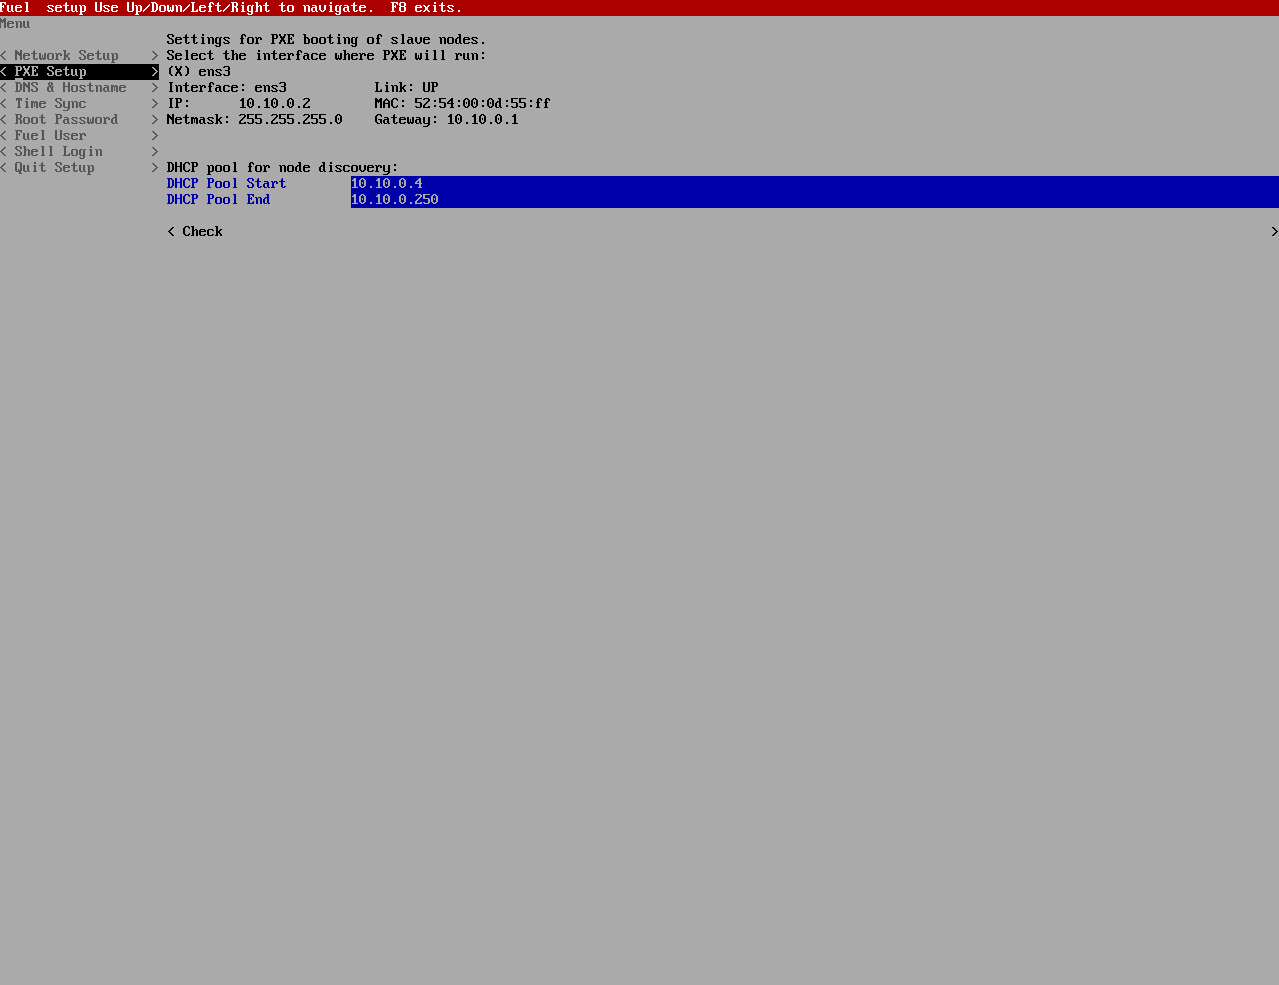 Fuel  setup Use Up/Down/Left/Right to navigate.  F8 exits.
Menu
Settings for PXE booting of slave nodes.
< Network Setup    > Select the interface where PXE will run:
< PXE Setup        > (X) ens3
< DNS & Hostname   > Interface: ens3           Link: UP
< Time Sync        > IP:      10.10.0.2        MAC: 52:54:00:0d:55:ff
< Root Password    > Netmask: 255.255.255.0    Gateway: 10.10.0.1
< Fuel User        >
< Shell Login      >
< Quit Setup       > DHCP pool for node discovery:
DHCP Pool Start        10.10.0.4
DHCP Pool End          10.10.0.250
< Check >